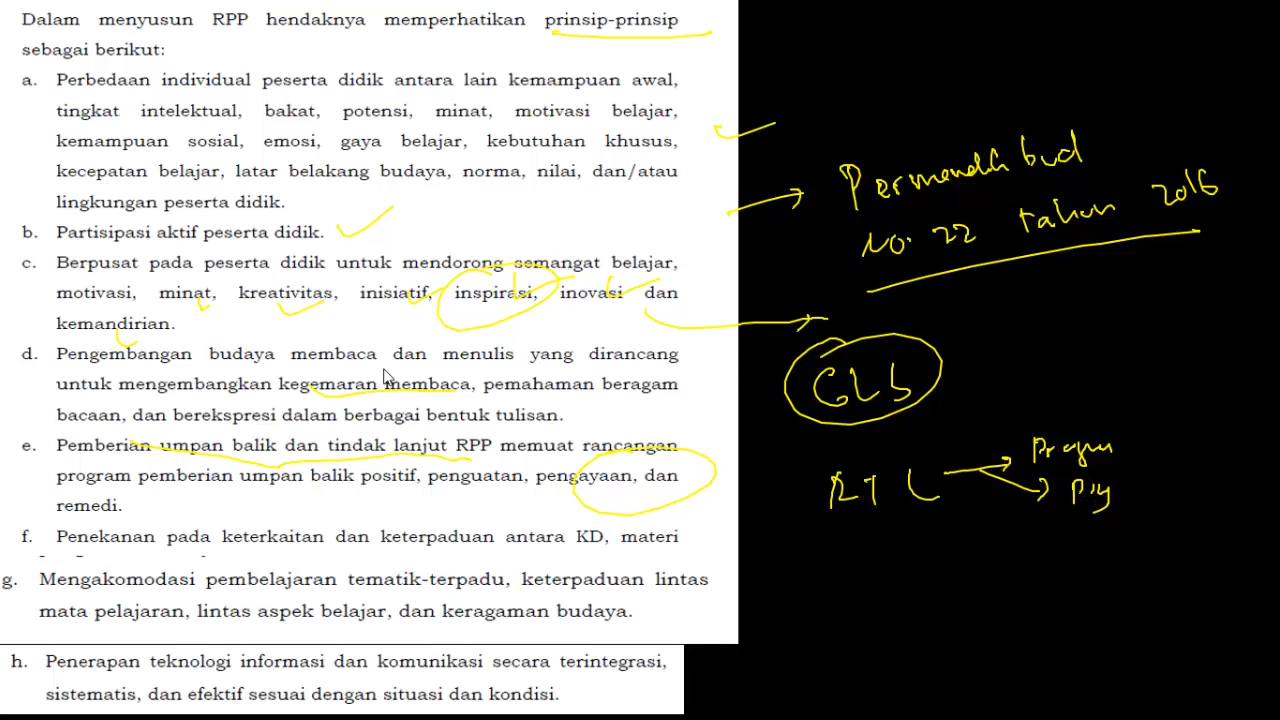 Dalam menyusun RPP hendaknya memperhatikan prinsip-prinsip
sebagai berikut:
a. Perbedaan individual peserta didik antara lain kemampuan awal,
tingkat intelektual, bakat, potensi, minat, motivasi belajar,
kemampuan sosial, emosi, gaya belajar, kebutuhan khusus,
kecepatan belajar, latar belakang budaya, norma, nilai, dan/atau
lingkungan peserta didik.
b. Partisipasi aktif peserta didik.
c. Berpusat pada peserta didik untuk mendorong semangat belajar,
motivasi, minat, kreativitas, inisiatif, inspirasi, inovasi dan
kemandirian.
d. Pengembangan budaya membaca dan menulis yang dirancang
untuk mengembangkan kegemaran membaca, pemahaman beragam
bacaan, dan berekspresi dalam berbagai bentuk tulisan.
e. Pemberian umpan balik dan tindak lanjut RPP memuat rancangan
program pemberian umpan balik positif, penguatan, pengayaan, dan
remedi.
f. Penekanan pada keterkaitan dan keterpaduan antara KD, materi
g. Mengakomodasi pembelajaran tematik-terpadu, keterpaduan lintas
mata pelajaran, lintas aspek belajar, dan keragaman budaya.
h. Penerapan teknologi informasi dan komunikasi secara terintegrasi,
sistematis, dan efektif sesuai dengan situasi dan kondisi.
Permendikbud
No. 22 tahun 2016
GLS
RTL